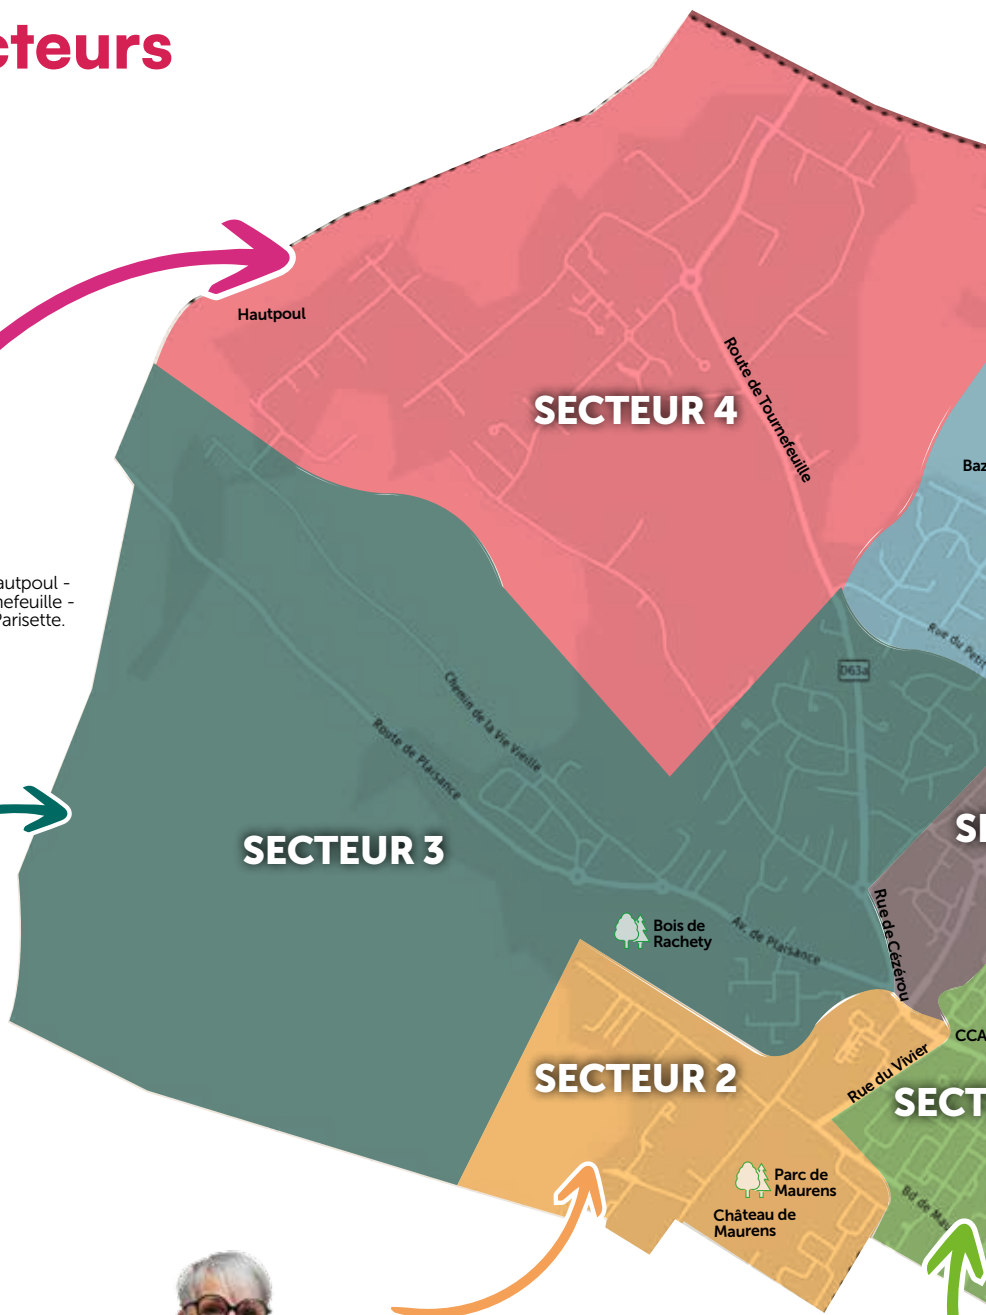 cteurs
Hautpoul
Route de Tournefeuille
SECTEUR 4
Baz
autpoul -
nefeuille -
Parisette.
Rue du Petit
D63a
Chemin de la Vie Vieille
Route de Plaisance
SECTEUR 3
SE
Rue de Cézérou
Bois de
Rachety
Av. de Plaisance
CCA
SECTEUR 2
Rue du Vivier
SECT
Parc de
Maurens
Château de
Maurens
Bd de Mau